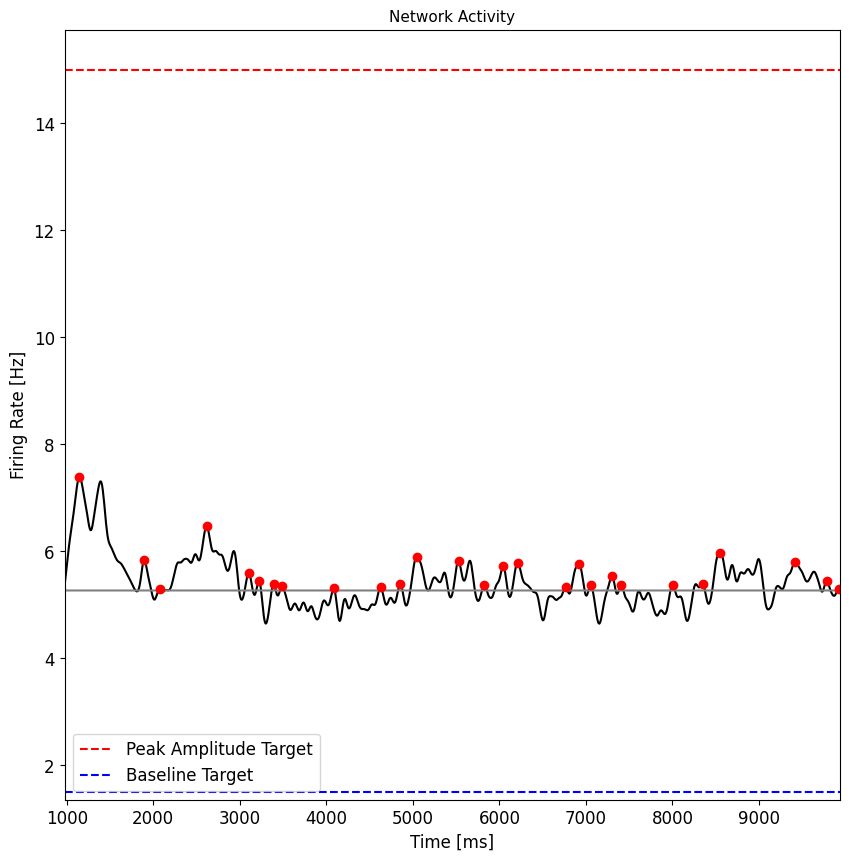 Network Activity
Firing Rate [Hz]
14
12
10
8
6
4
2
Peak Amplitude Target
Baseline Target
1000 2000 3000 4000 5000 6000 7000 8000 9000
Time [ms]